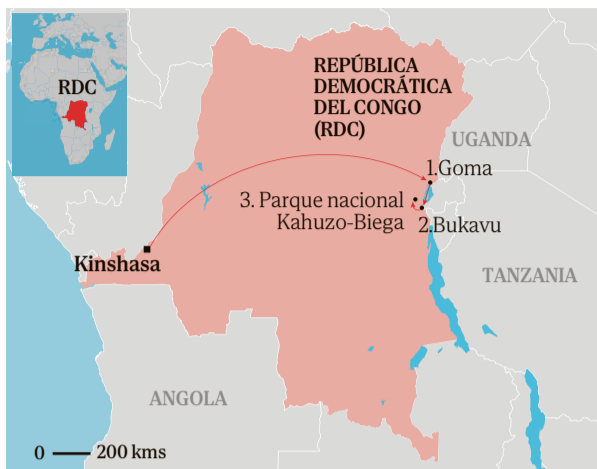 RDC
REPÚBLICA
DEMOCRÁTICA
DEL CONGO
(RDC)
UGANDA
1.Goma
3. Parque nacional
Kahuzo-Biega
2.Bukavu
Kinshasa
TANZANIA
ANGOLA
0 200 kms